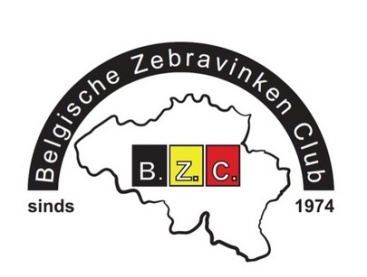 Belgische Zebravinken Club
B. Z. C.
sinds 1974